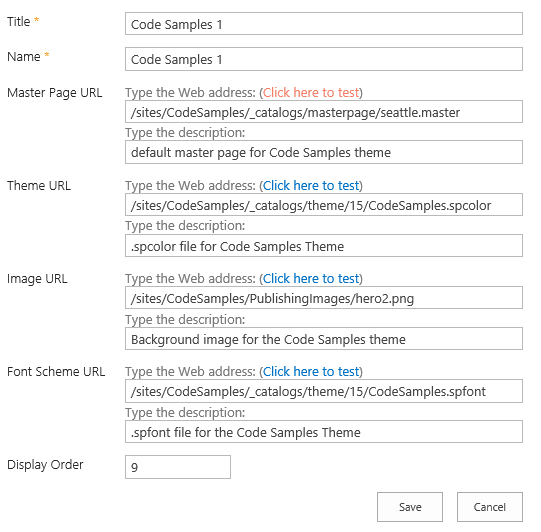 Title * Code Samples 1
Name * Code Samples 1
Master Page URL Type the Web address: (Click here to test)
/sites/CodeSamples/_catalogs/masterpage/seattle.master
Type the description:
default master page for Code Samples theme
Theme URL Type the Web address: (Click here to test)
/sites/CodeSamples/_catalogs/theme/15/CodeSamples.spcolor
Type the description:
.spcolor file for Code Samples Theme
Image URL Type the Web address: (Click here to test)
/sites/CodeSamples/PublishingImages/hero2.png
Type the description:
Background image for the Code Samples theme
Font Scheme URL Type the Web address: (Click here to test)
/sites/CodeSamples/_catalogs/theme/15/CodeSamples.spfont
Type the description:
.spfont file for the Code Samples Theme
Display Order 9
Save Cancel